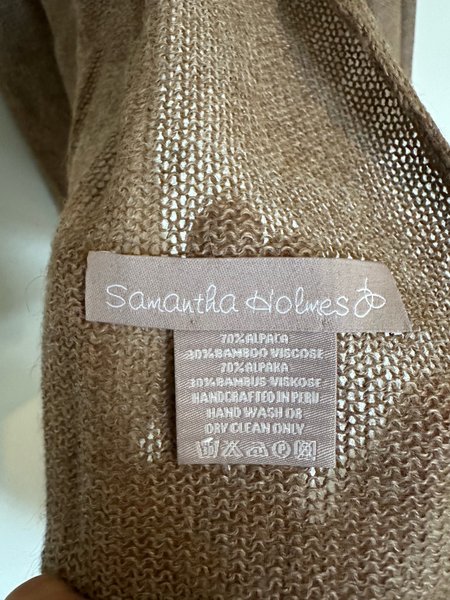 Samantha Holmes
70% ALPACA
30% BAMBOO VISCOSE
70% ALPAKA
30% BAMBUS VISKOSE
HANDCRAFTED IN PERU
HAND WASH OR
DRY CLEAN ONLY